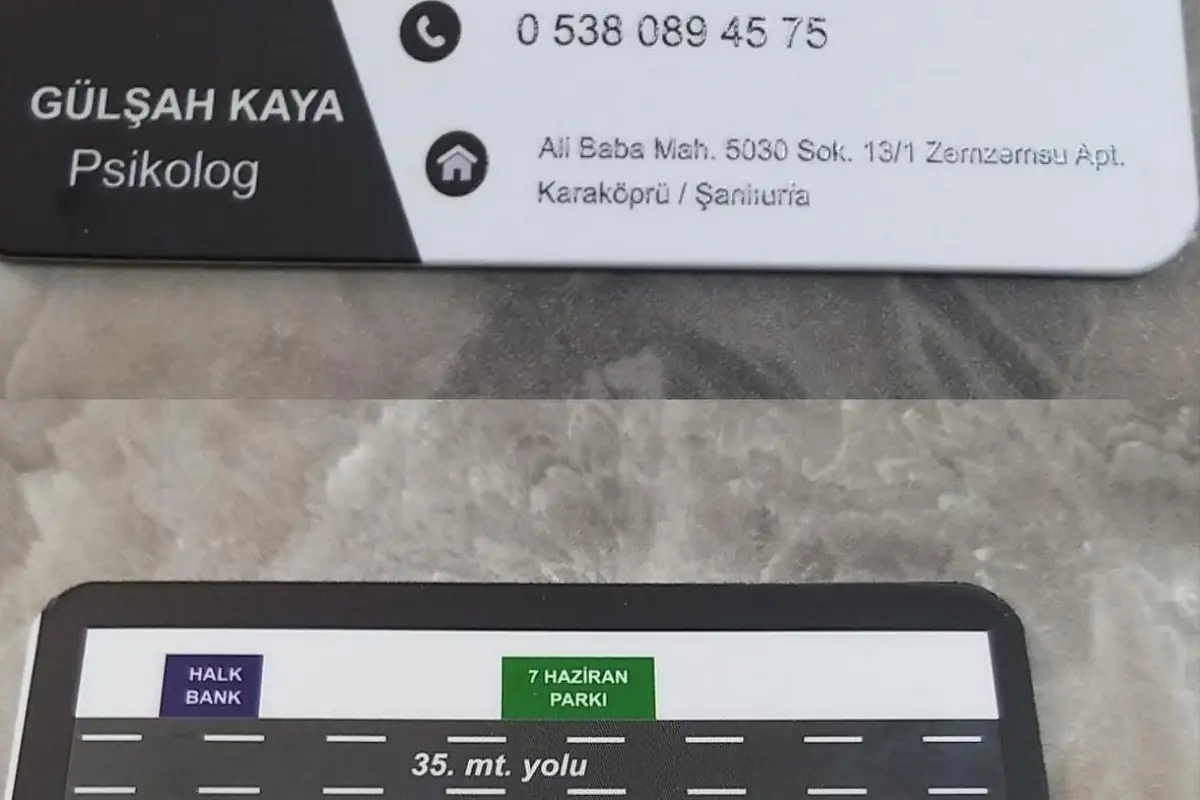 0 538 089 45 75
GÜLŞAH KAYA
Psikolog
Ali Baba Mah. 5030 Sok. 13/1 Zemzemsu Apt.
Karaköprü / Şanlıurfa
HALK
BANK
7 HAZİRAN
PARKI
35. mt. yolu